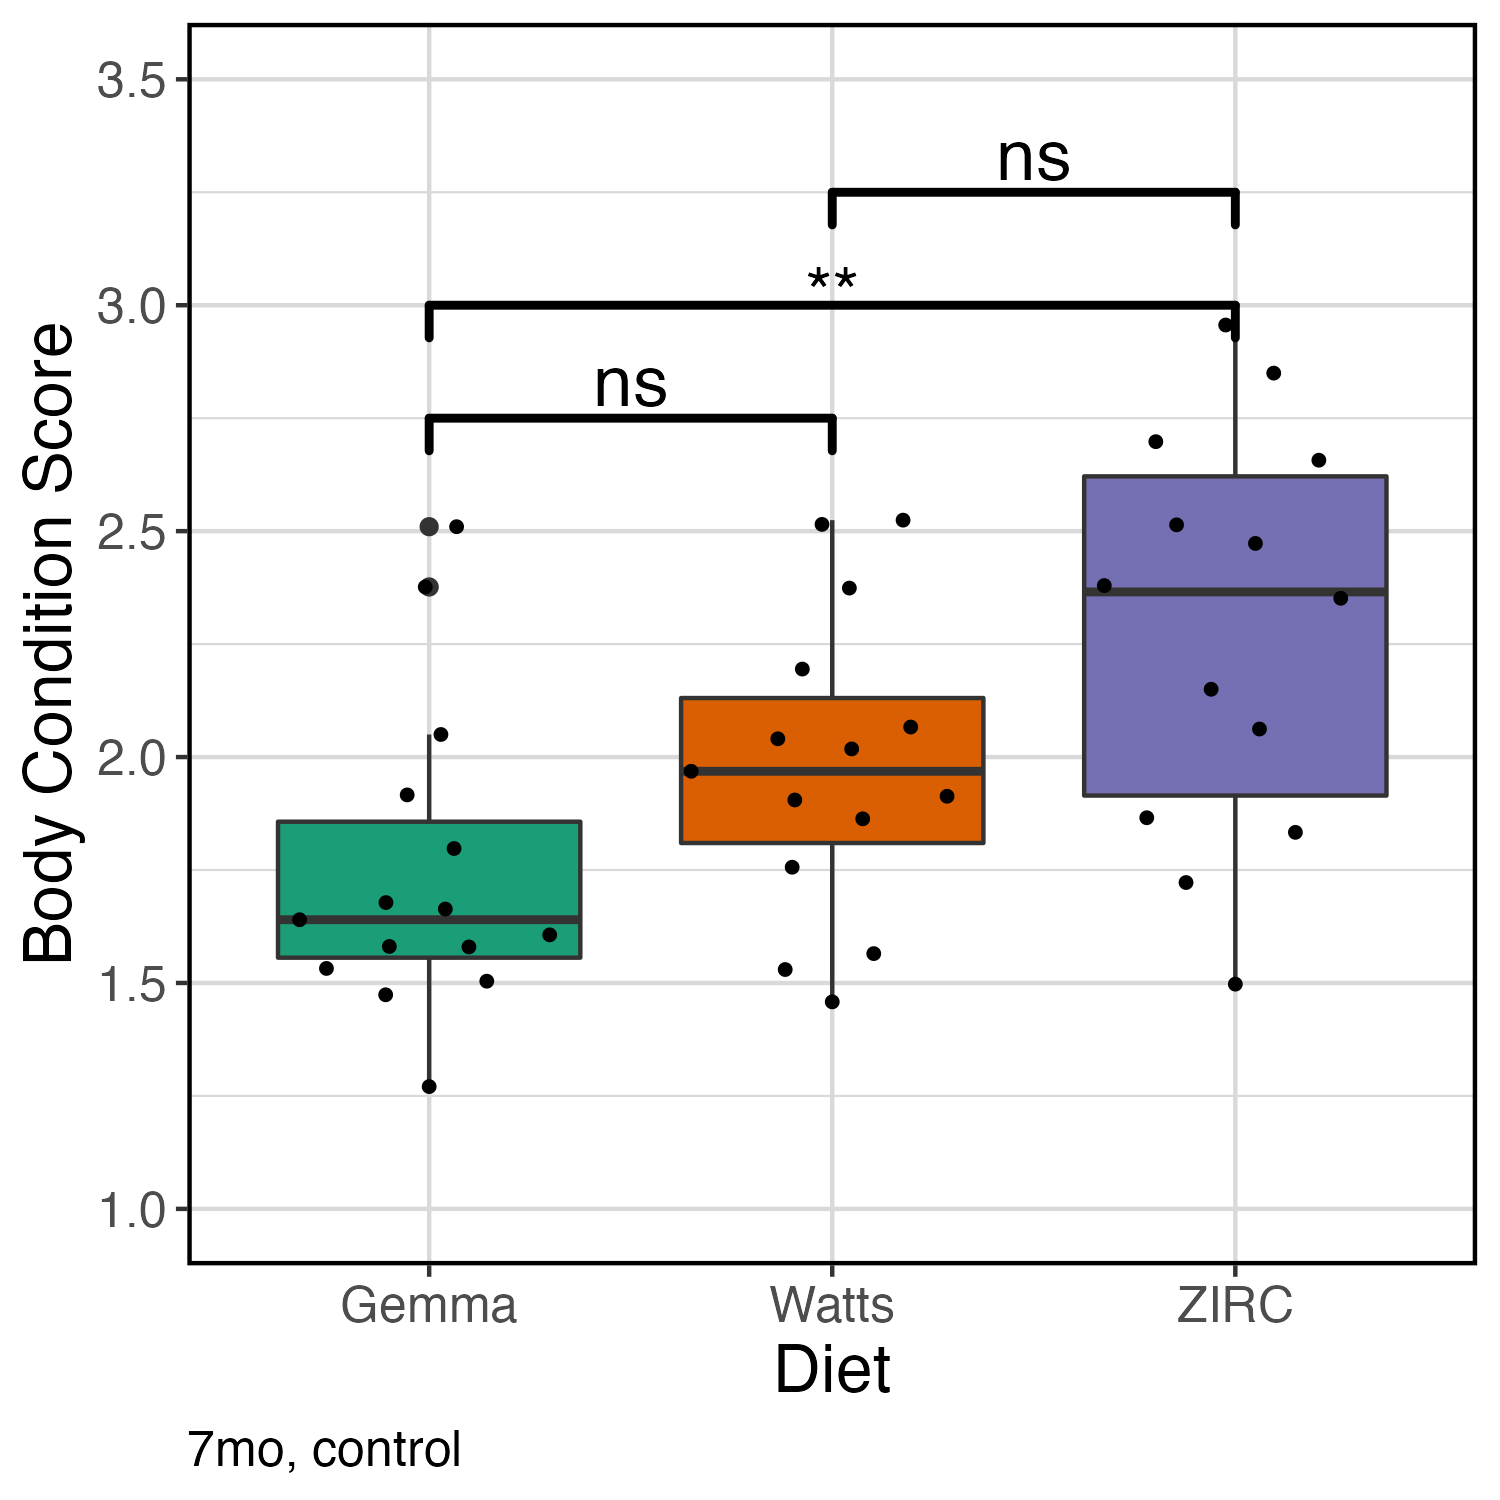 3.5
ns
**
3.0
ns
2.5
2.0
1.5
1.0
Body Condition Score
Gemma Watts ZIRC
Diet
7mo, control